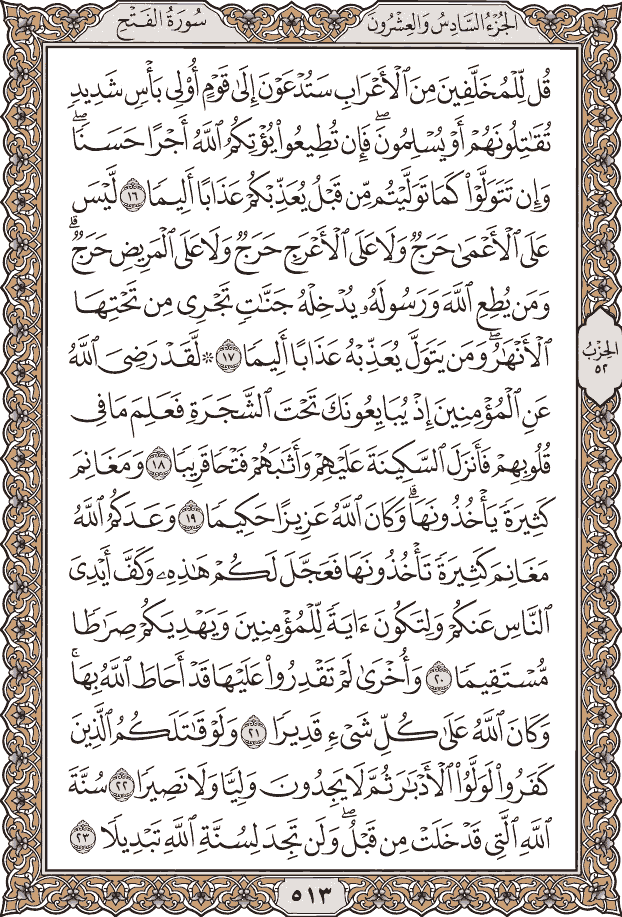 الجُزْءُ السَّادِسُ وَالعِشْرُونَ
سُورَةُ الفَتْحِ
قُل لِّلْمُخَلَّفِينَ مِنَ ٱلْأَعْرَابِ سَتُدْعَوْنَ إِلَىٰ قَوْمٍ أُو۟لِى بَأْسٍ شَدِيدٍ
تُقَٰتِلُونَهُمْ أَوْ يُسْلِمُونَ ۖ فَإِن تُطِيعُوا۟ يُؤْتِكُمُ ٱللَّهُ أَجْرًا حَسَنًا ۖ
وَإِن تَتَوَلَّوْا۟ كَمَا تَوَلَّيْتُم مِّن قَبْلُ يُعَذِّبْكُمْ عَذَابًا أَلِيمًا ١٦ لَّيْسَ
عَلَى ٱلْأَعْمَىٰ حَرَجٌ وَلَا عَلَى ٱلْأَعْرَجِ حَرَجٌ وَلَا عَلَى ٱلْمَرِيضِ حَرَجٌ ۗ
وَمَن يُطِعِ ٱللَّهَ وَرَسُولَهُۥ يُدْخِلْهُ جَنَّٰتٍ تَجْرِى مِن تَحْتِهَا
ٱلْأَنْهَٰرُ ۖ وَمَن يَتَوَلَّ يُعَذِّبْهُ عَذَابًا أَلِيمًا ١٧ ۞ لَّقَدْ رَضِىَ ٱللَّهُ
عَنِ ٱلْمُؤْمِنِينَ إِذْ يُبَايِعُونَكَ تَحْتَ ٱلشَّجَرَةِ فَعَلِمَ مَا فِى
قُلُوبِهِمْ فَأَنزَلَ ٱلسَّكِينَةَ عَلَيْهِمْ وَأَثَٰبَهُمْ فَتْحًا قَرِيبًا ١٨ وَمَغَانِمَ
كَثِيرَةً يَأْخُذُونَهَا ۗ وَكَانَ ٱللَّهُ عَزِيزًا حَكِيمًا ١٩ وَعَدَكُمُ ٱللَّهُ
مَغَانِمَ كَثِيرَةً تَأْخُذُونَهَا فَعَجَّلَ لَكُمْ هَٰذِهِۦ وَكَفَّ أَيْدِىَ
ٱلنَّاسِ عَنكُمْ وَلِتَكُونَ ءَايَةً لِّلْمُؤْمِنِينَ وَيَهْدِيَكُمْ صِرَٰطًا
مُّسْتَقِيمًا ٢٠ وَأُخْرَىٰ لَمْ تَقْدِرُوا۟ عَلَيْهَا قَدْ أَحَاطَ ٱللَّهُ بِهَا ۚ
وَكَانَ ٱللَّهُ عَلَىٰ كُلِّ شَىْءٍ قَدِيرًا ٢١ وَلَوْ قَٰتَلَكُمُ ٱلَّذِينَ
كَفَرُوا۟ لَوَلَّوُا۟ ٱلْأَدْبَٰرَ ثُمَّ لَا يَجِدُونَ وَلِيًّا وَلَا نَصِيرًا ٢٢ سُنَّةَ
ٱللَّهِ ٱلَّتِى قَدْ خَلَتْ مِن قَبْلُ ۖ وَلَن تَجِدَ لِسُنَّةِ ٱللَّهِ تَبْدِيلًا ٢٣
الحِزْبُ
٥٢
٥١٣